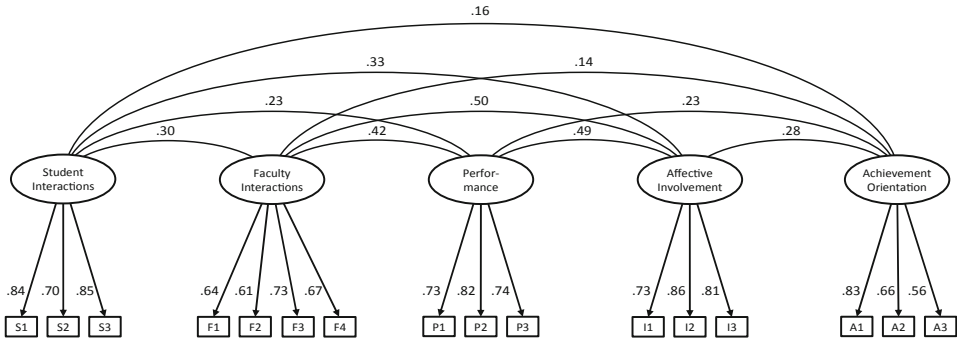 .16
.33
.14
.23
.50
.23
.30
.42
.49
.28
Student
Interactions
Faculty
Interactions
Perfor-
mance
Affective
Involvement
Achievement
Orientation
.84
.70
.85
.64
.61
.73
.67
.73
.82
.74
.73
.86
.81
.83
.66
.56
S1
S2
S3
F1
F2
F3
F4
P1
P2
P3
I1
I2
I3
A1
A2
A3